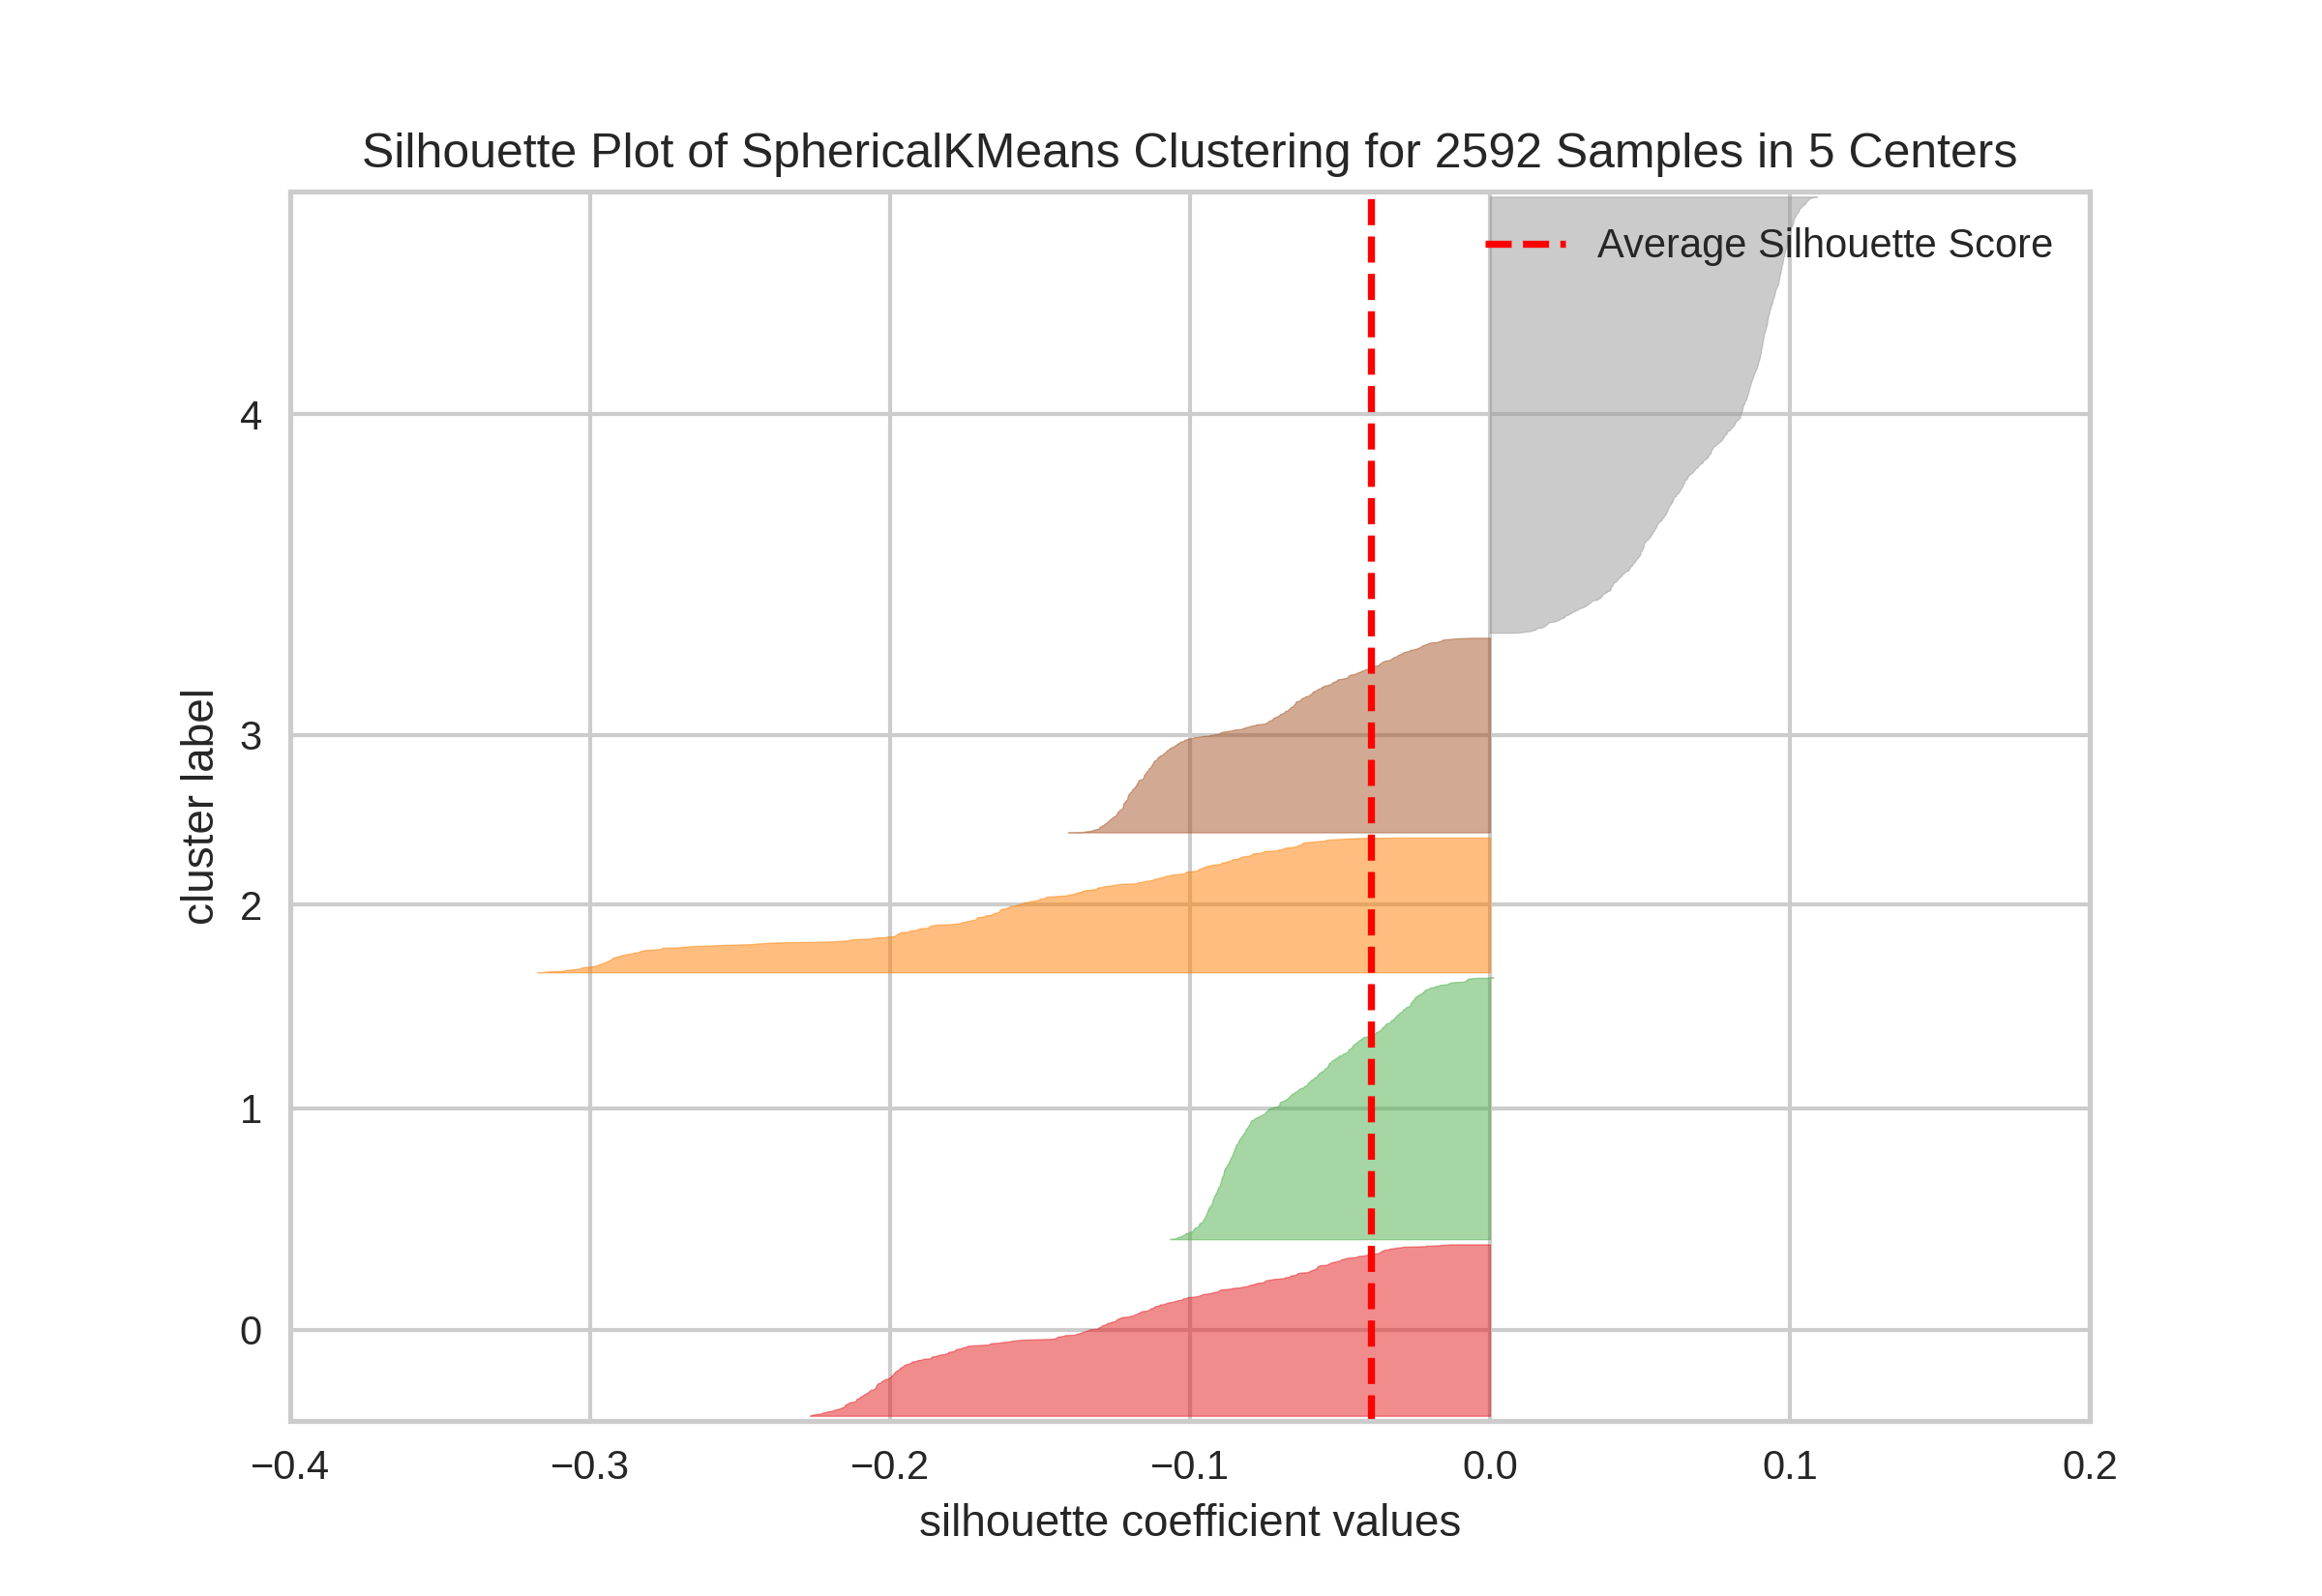 Silhouette Plot of SphericalKMeans Clustering for 2592 Samples in 5 Centers
Average Silhouette Score
4
3
2
1
0
cluster label
−0.4 −0.3 −0.2 −0.1 0.0 0.1 0.2
silhouette coefficient values